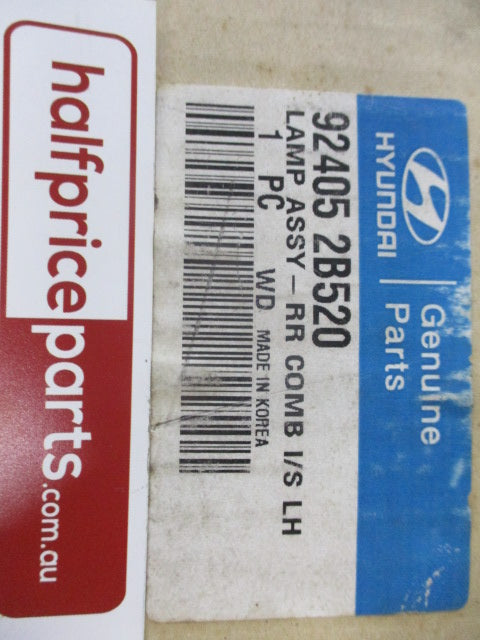 HYUNDAI
Genuine
Parts
92405 2B520
LAMP ASSY - RR COMB I/S LH
1 PC WD MADE IN KOREA
halfpriceparts.com.au